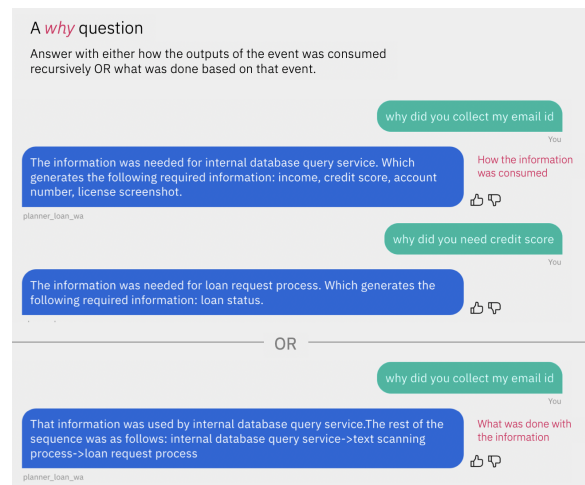 A why question
Answer with either how the outputs of the event was consumed
recursively OR what was done based on that event.
why did you collect my email id
You
The information was needed for internal database query service. Which
generates the following required information: income, credit score, account
number, license screenshot.
How the information
was consumed
planner_loan_wa
why did you need credit score
You
The information was needed for loan request process. Which generates the
following required information: loan status.
OR
why did you collect my email id
You
That information was used by internal database query service.The rest of the
sequence was as follows: internal database query service->text scanning
process->loan request process
What was done with
the information
planner_loan_wa